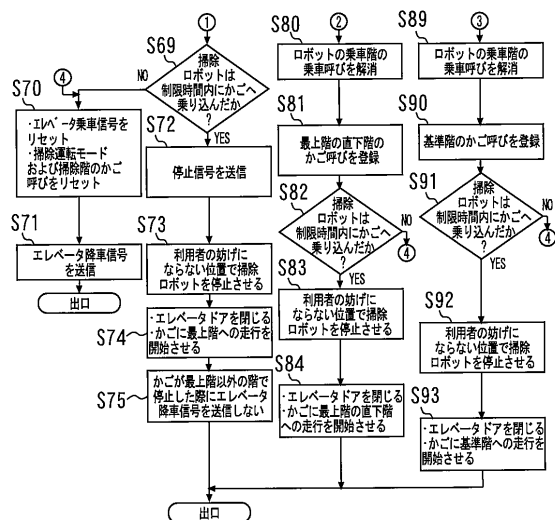 ①
②
③
S69
掃除
ロボットは
制限時間内にかごへ
乗り込んだか
?
NO
YES
④
S70
・エレベータ乗車信号を
リセット
・掃除運転モード
および掃除階のかご
呼びをリセット
S71
エレベータ降車信号
を送信
出口
S72
停止信号を送信
S73
利用者の妨げに
ならない位置で掃除
ロボットを停止させる
S74
・エレベータドアを閉じる
・かごに最上階への走行を
開始させる
S75
かごが最上階以外の階で
停止した際にエレベータ
降車信号を送信しない
出口
S80
ロボットの乗車階の
乗車呼びを解消
S81
最上階の直下階の
かご呼びを登録
S82
掃除
ロボットは
制限時間内にかごへ
乗り込んだか
?
NO
④
YES
S83
利用者の妨げに
ならない位置で掃除
ロボットを停止させる
S84
・エレベータドアを閉じる
・かごに最上階の直下階
への走行を開始させる
S89
ロボットの乗車階の
乗車呼びを解消
S90
基準階のかご呼びを登録
S91
掃除
ロボットは
制限時間内にかごへ
乗り込んだか
?
NO
④
YES
S92
利用者の妨げに
ならない位置で掃除
ロボットを停止させる
S93
・エレベータドアを閉じる
・かごに基準階への走行を
開始させる